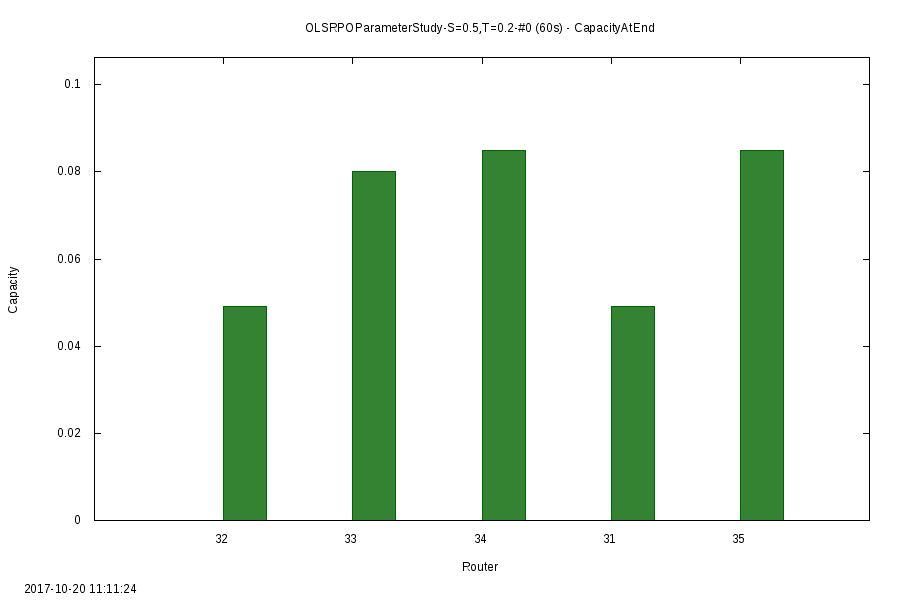 OLSRPOParameterStudy-S=0.5,T=0.2-#0 (60s) - CapacityAtEnd
0.1
0.08
0.06
0.04
0.02
0
Capacity
32 33 34 31 35
Router
2017-10-20 11:11:24